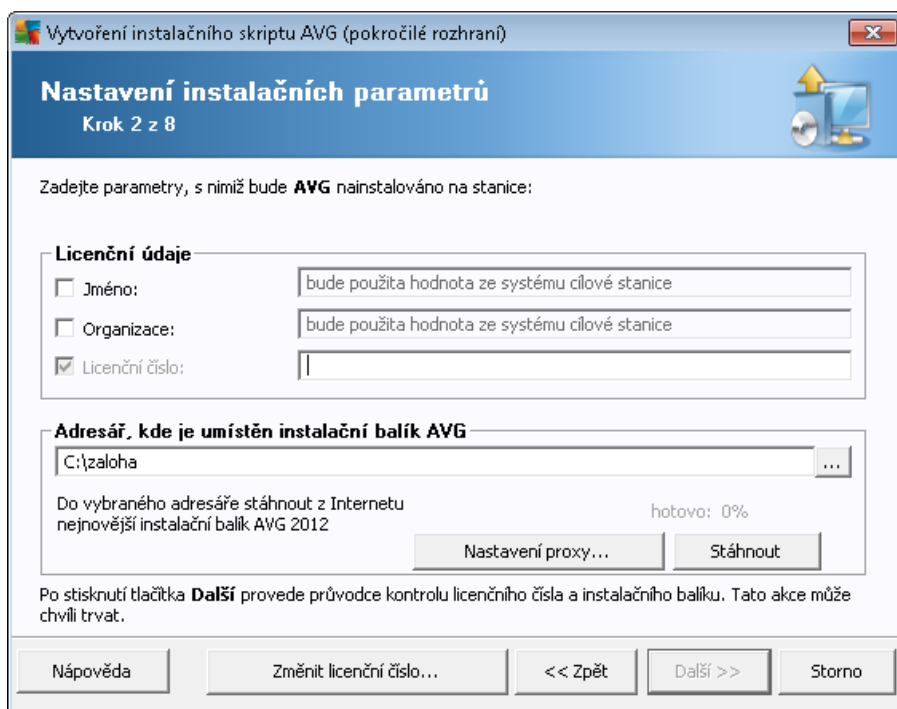 Vytvoření instalačního skriptu AVG (pokročilé rozhraní)
Nastavení instalačních parametrů
Krok 2 z 8
Zadejte parametry, s nimiž bude AVG nainstalováno na stanice:
Licenční údaje
Jméno:
bude použita hodnota ze systému cílové stanice
Organizace:
bude použita hodnota ze systému cílové stanice
Licenční číslo:
Adresář, kde je umístěn instalační balík AVG
C:\zaloha
...
Do vybraného adresáře stáhnout z Internetu
nejnovější instalační balík AVG 2012
hotovo: 0%
Nastavení proxy...
Stáhnout
Po stisknutí tlačítka Další provede průvodce kontrolu licenčního čísla a instalačního balíku. Tato akce může
chvíli trvat.
Nápověda
Změnit licenční číslo...
<< Zpět
Další >>
Storno